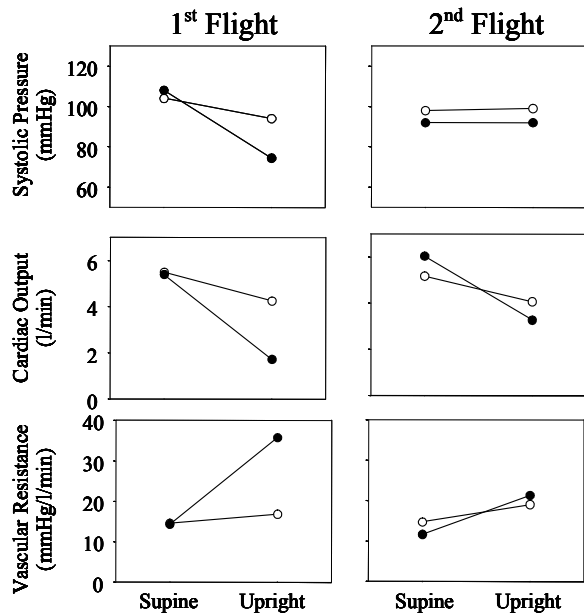 1st Flight
2nd Flight
Systolic Pressure
(mmHg)
120
100
80
60
Cardiac Output
(l/min)
6
4
2
0
Vascular Resistance
(mmHg/l/min)
40
30
20
10
0
Supine
Upright
Supine
Upright